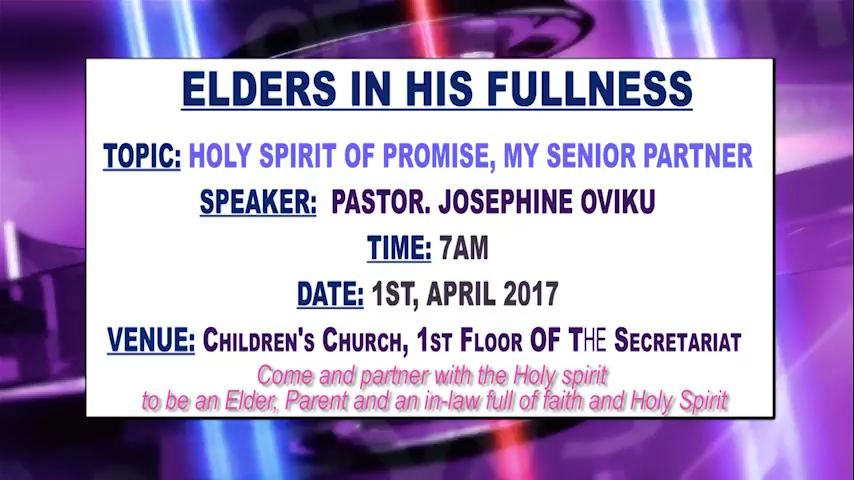 ELDERS IN HIS FULLNESS
TOPIC: HOLY SPIRIT OF PROMISE, MY SENIOR PARTNER
SPEAKER: PASTOR. JOSEPHINE OVIKU
TIME: 7AM
DATE: 1ST, APRIL 2017
VENUE: CHILDREN'S CHURCH, 1ST FLOOR OF THE SECRETARIAT
Come and partner with the Holy spirit
to be an Elder, Parent and an in-law full of faith and Holy Spirit